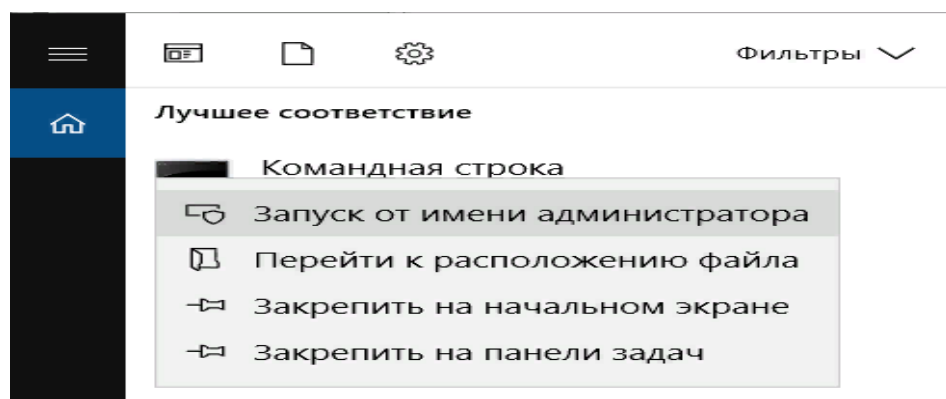 Фильтры
Лучшее соответствие
Командная строка
Запуск от имени администратора
Перейти к расположению файла
Закрепить на начальном экране
Закрепить на панели задач